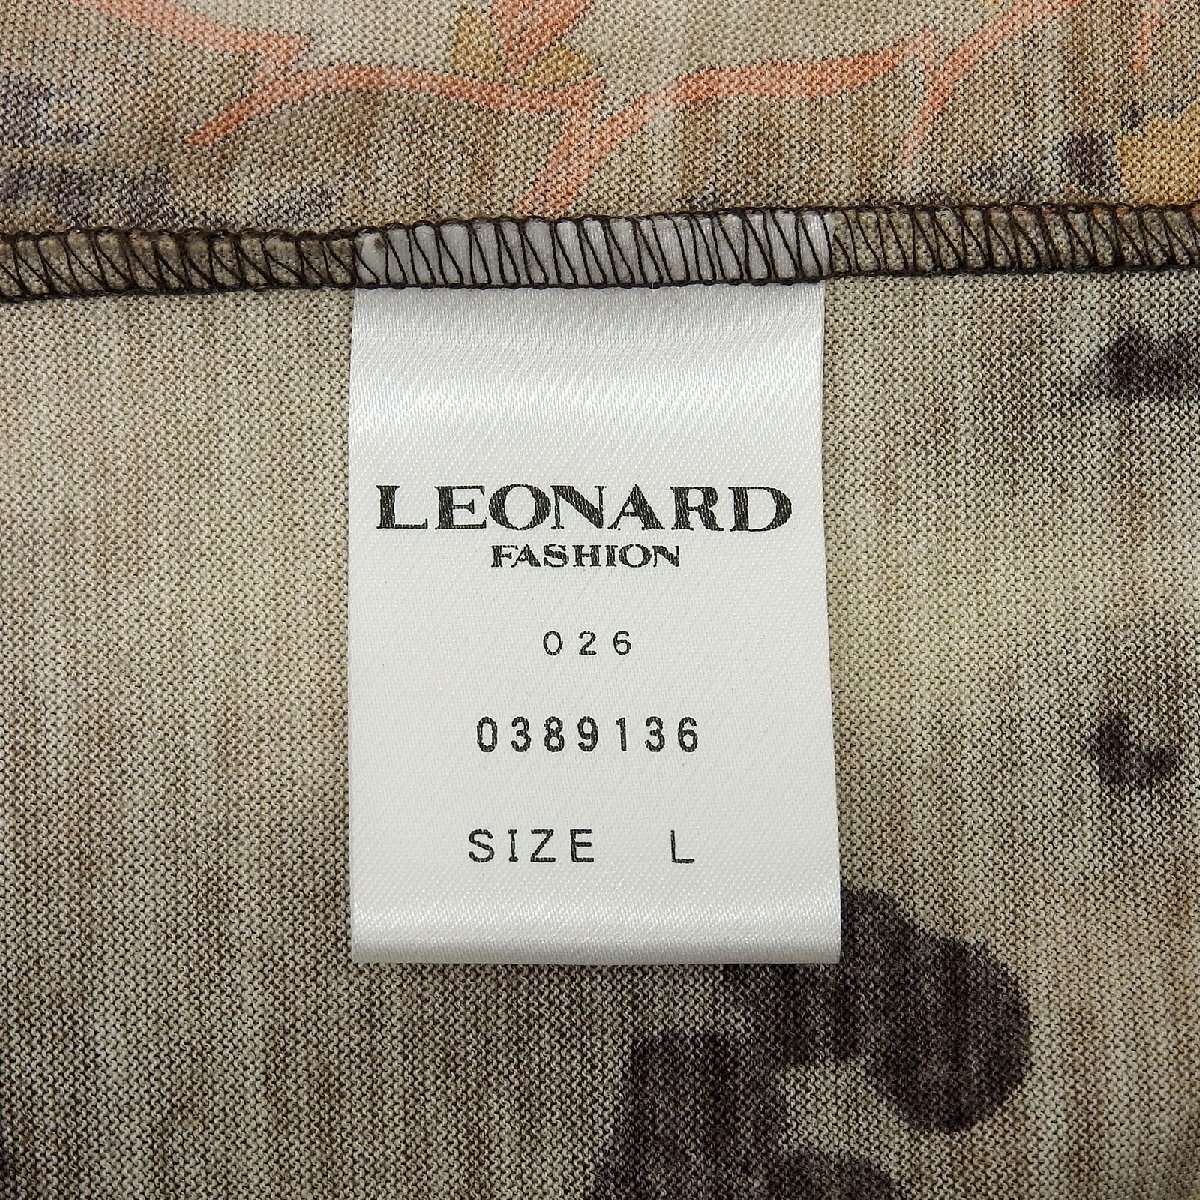 LEONARD
FASHION
026
0389136
SIZE L